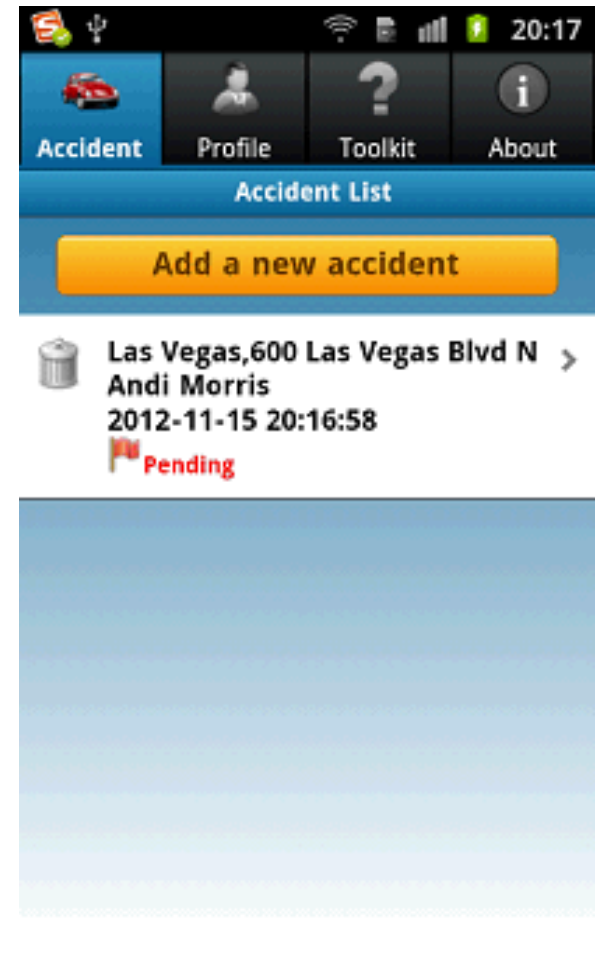 20:17
Accident Profile Toolkit About
Accident List
Add a new accident
Las Vegas,600 Las Vegas Blvd N
Andi Morris
2012-11-15 20:16:58
Pending